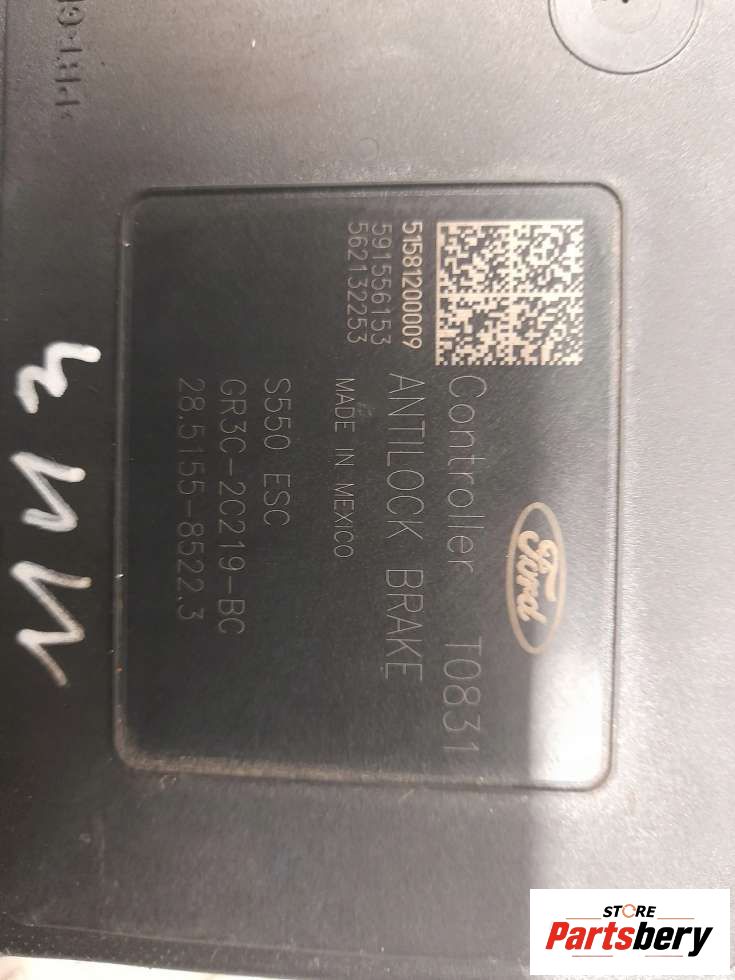 Ford
Controller T0831
ANTILOCK BRAKE
MADE IN MEXICO
51581200009
591556153
562132253
S550 ESC
GR3C-2C219-BC
28.5155-8522.3
STORE
Partsbery